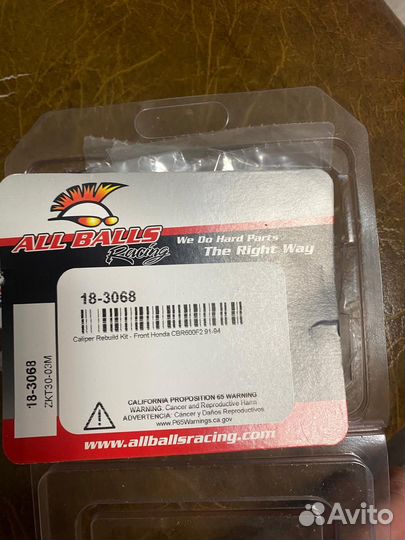 ALL BALLS
Racing
We Do Hard Parts
The Right Way
18-3068
Caliper Rebuild Kit - Front Honda CBR600F2 91-94
18-3068
ZKT30-03M
CALIFORNIA PROPOSITION 65 WARNING
WARNING: Cancer and Reproductive Harm
ADVERTENCIA: Cáncer y Daños Reproductivos.
www.P65Warnings.ca.gov
www.allballsracing.com
Avito